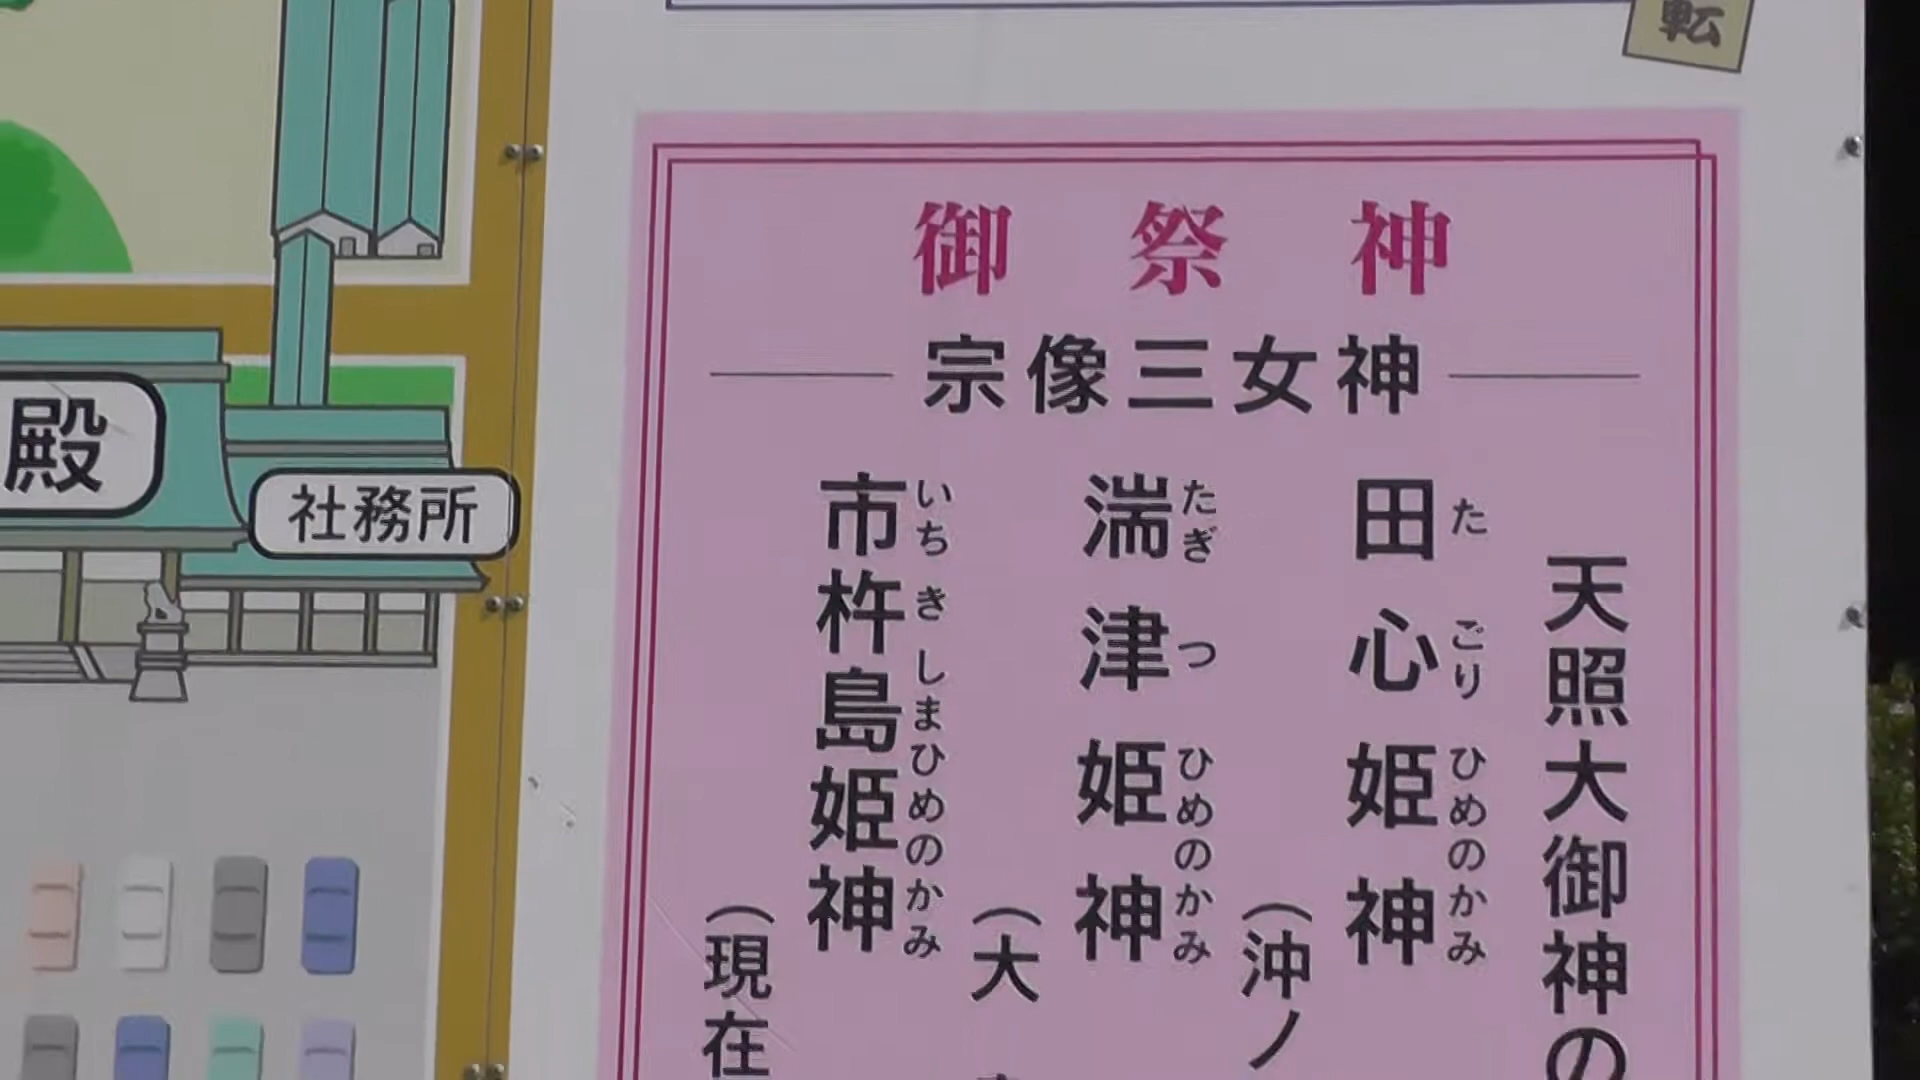 転
御祭神
宗像三女神
天照大御神の
田心姫神
たごりひめのかみ
(沖ノ
湍津姫神
たぎつひめのかみ
(大
市杵島姫神
いちきしまひめのかみ
(現在
殿
社務所